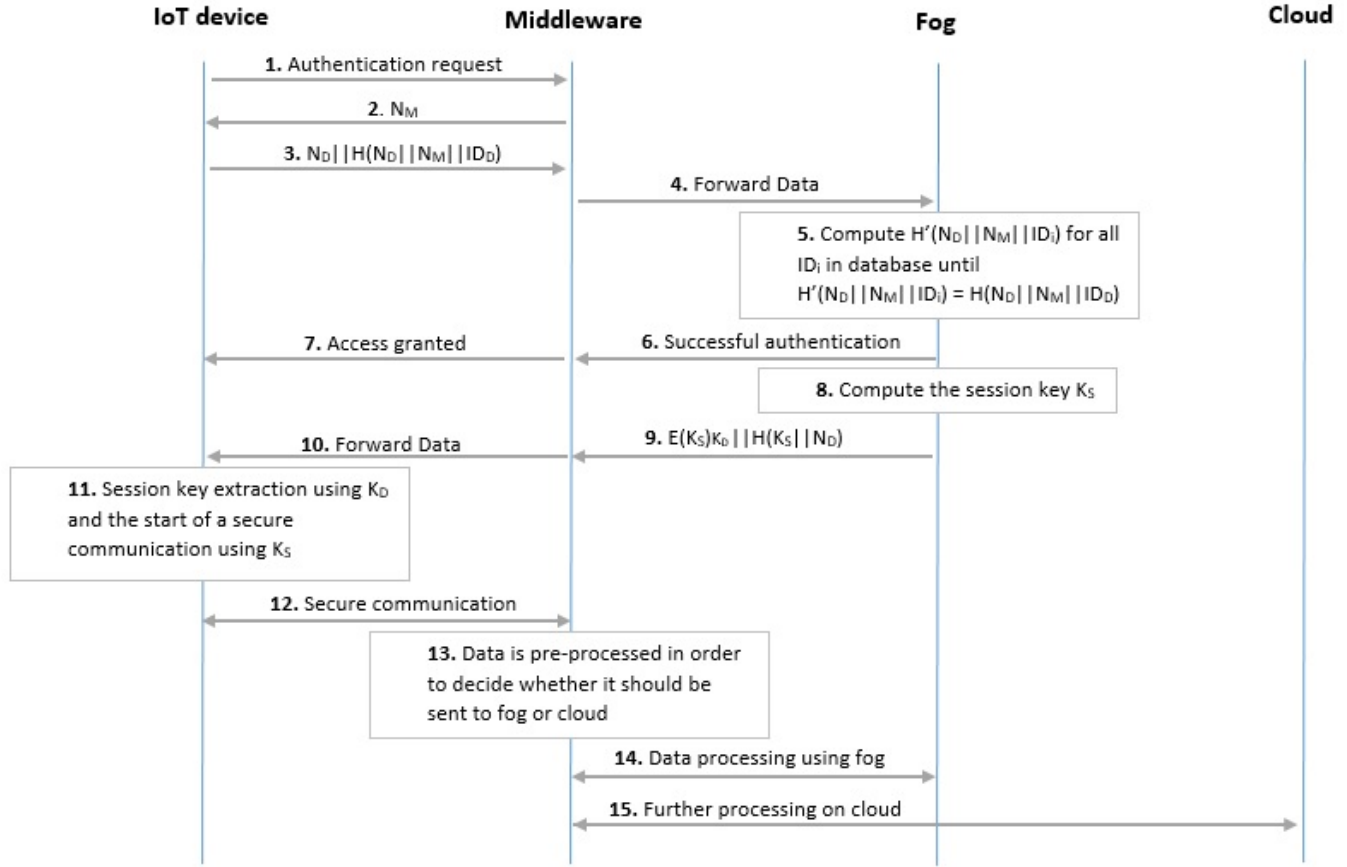 IoT device
Middleware
Fog
Cloud
1. Authentication request
2. NM
3. ND||H(ND||NM||IDD)
4. Forward Data
5. Compute H'(ND||NM||IDi) for all
IDi in database until
H'(ND||NM||IDi) = H(ND||NM||IDD)
7. Access granted
6. Successful authentication
8. Compute the session key KS
9. E(KS)KD||H(KS||ND)
10. Forward Data
11. Session key extraction using KD
and the start of a secure
communication using KS
12. Secure communication
13. Data is pre-processed in order
to decide whether it should be
sent to fog or cloud
14. Data processing using fog
15. Further processing on cloud